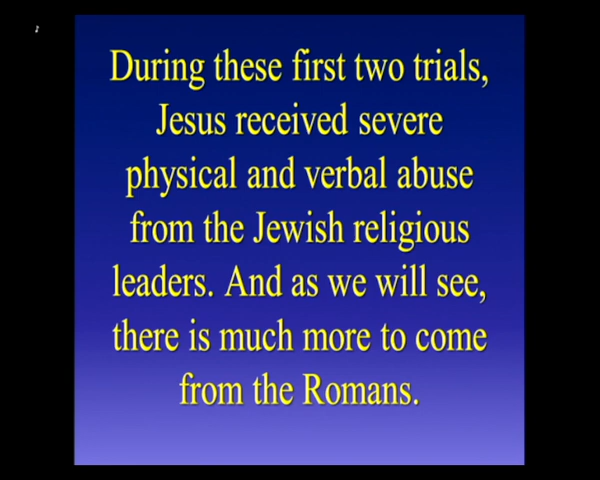 During these first two trials,
Jesus received severe
physical and verbal abuse
from the Jewish religious
leaders. And as we will see,
there is much more to come
from the Romans.